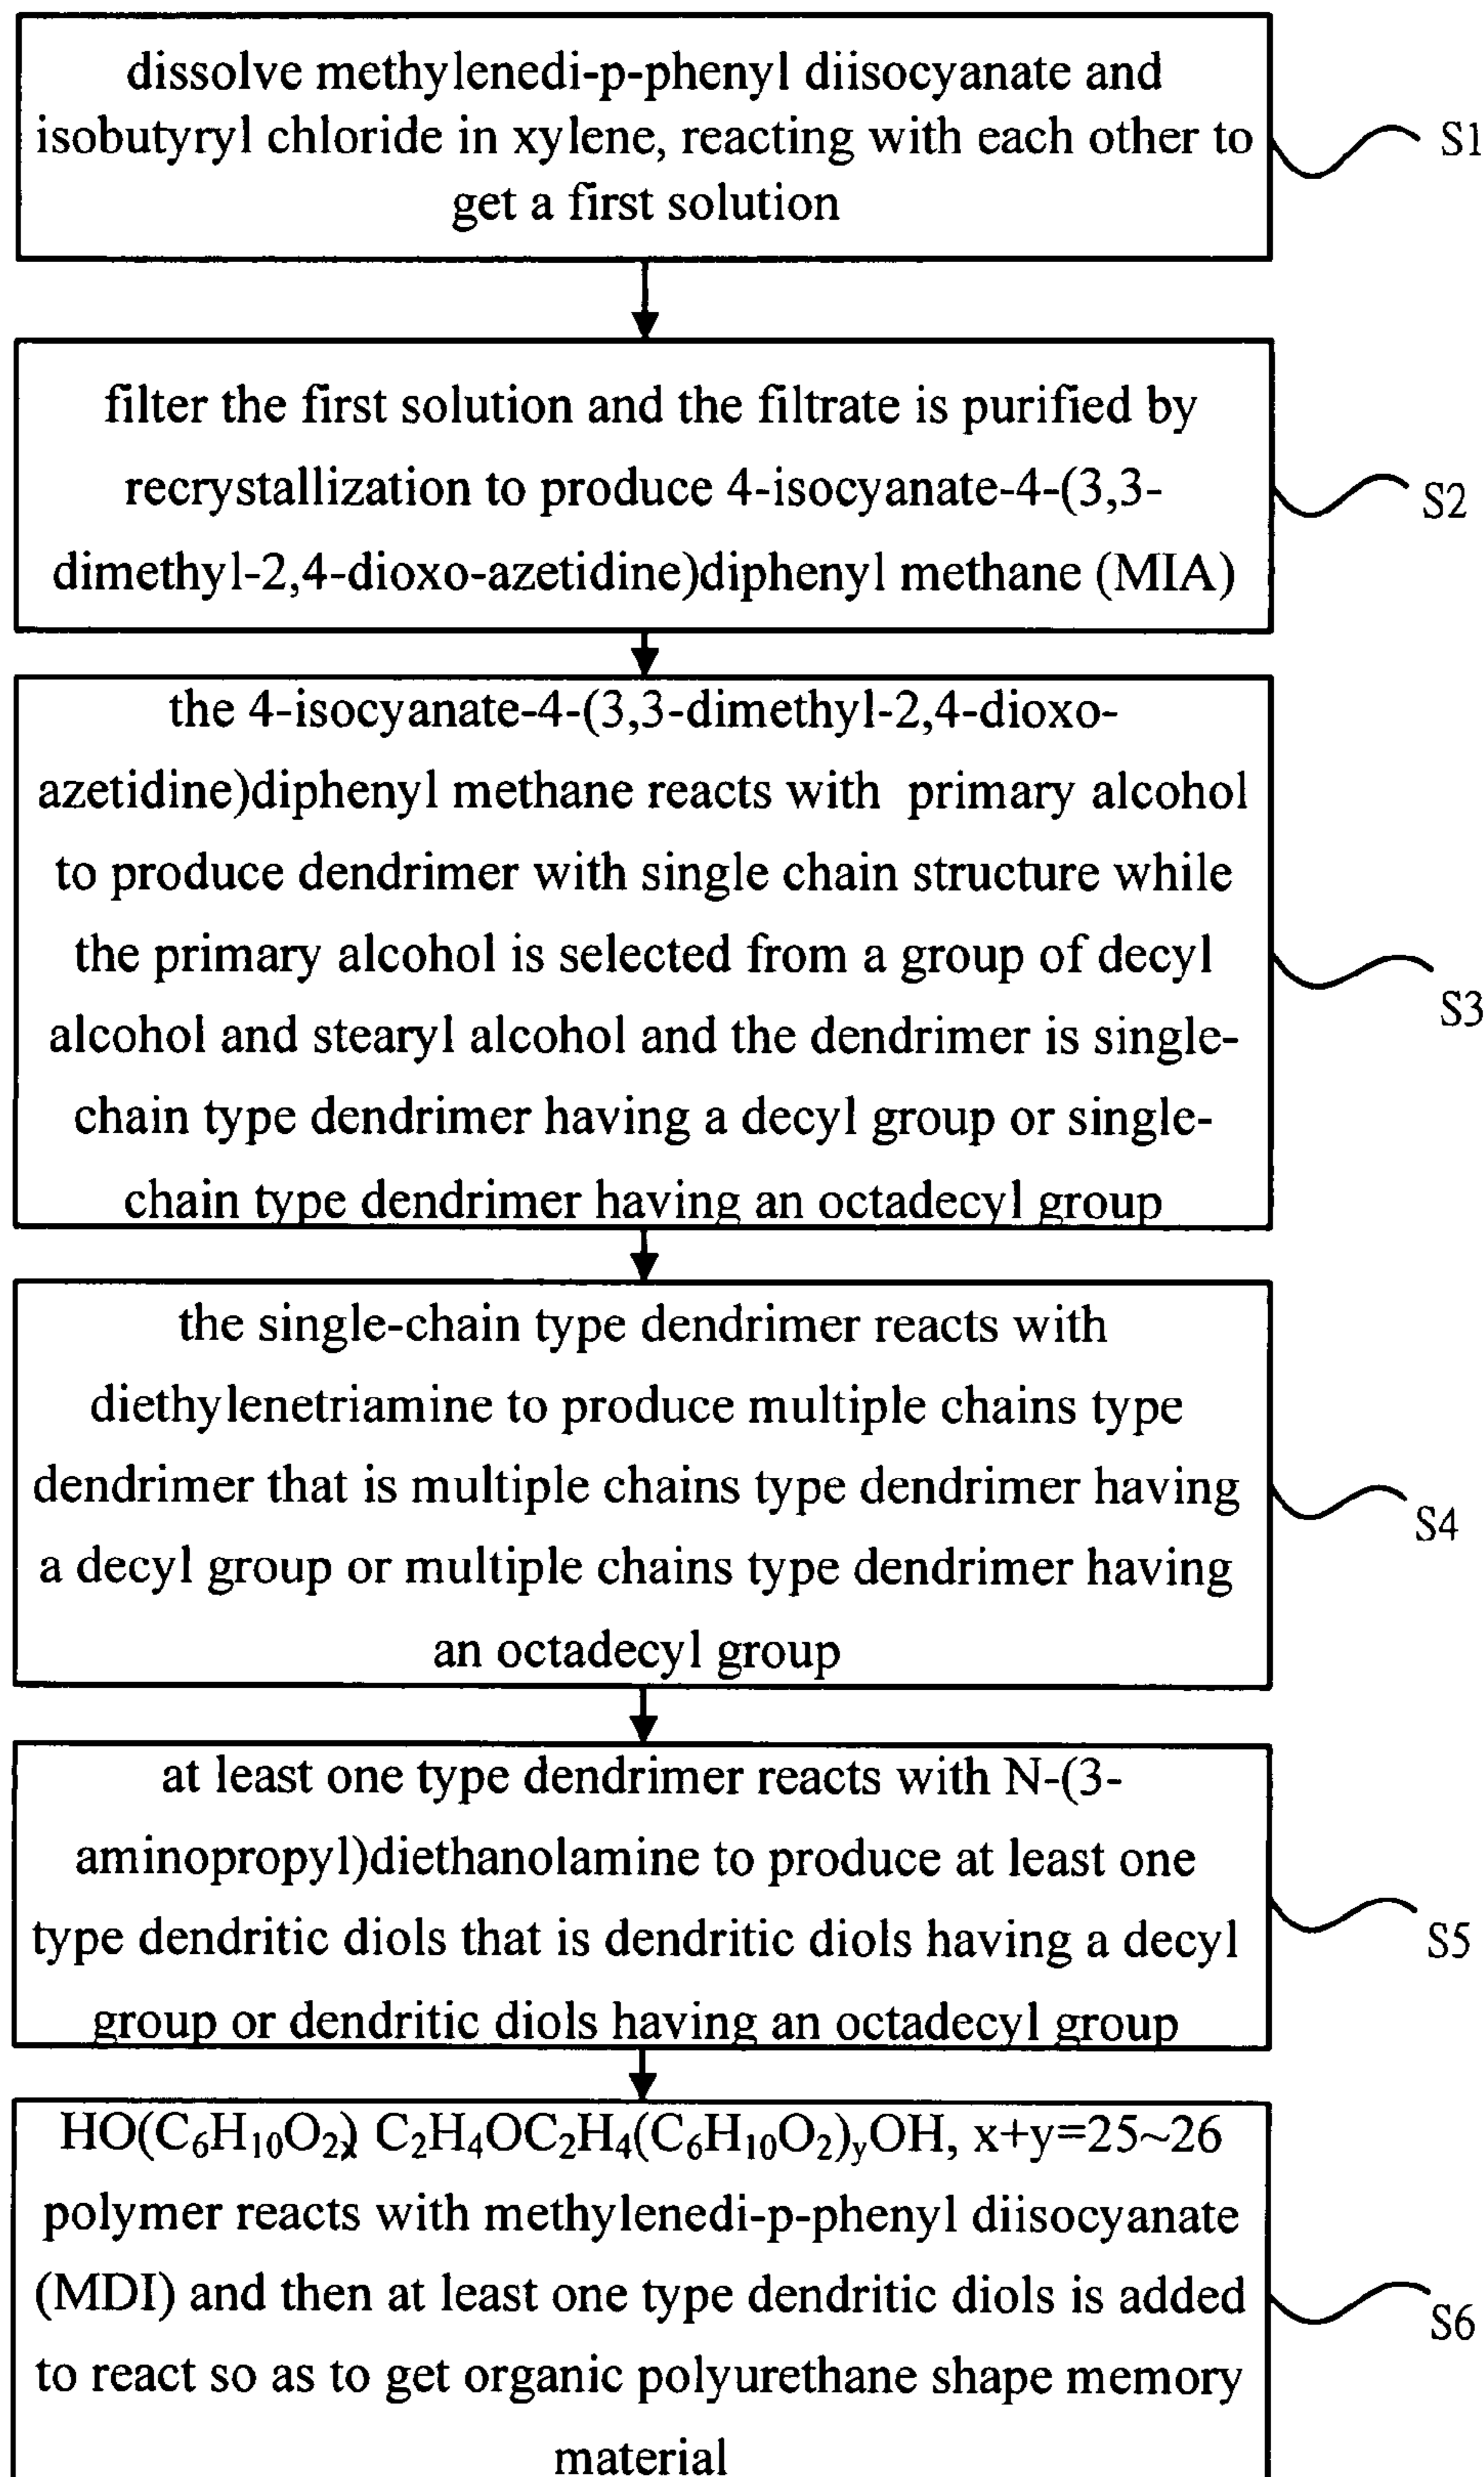 dissolve methylenedi-p-phenyl diisocyanate and
isobutyryl chloride in xylene, reacting with each other to
get a first solution
S1
filter the first solution and the filtrate is purified by
recrystallization to produce 4-isocyanate-4-(3,3-
dimethyl-2,4-dioxo-azetidine)diphenyl methane (MIA)
S2
the 4-isocyanate-4-(3,3-dimethyl-2,4-dioxo-
azetidine)diphenyl methane reacts with primary alcohol
to produce dendrimer with single chain structure while
the primary alcohol is selected from a group of decyl
alcohol and stearyl alcohol and the dendrimer is single-
chain type dendrimer having a decyl group or single-
chain type dendrimer having an octadecyl group
S3
the single-chain type dendrimer reacts with
diethylenetriamine to produce multiple chains type
dendrimer that is multiple chains type dendrimer having
a decyl group or multiple chains type dendrimer having
an octadecyl group
S4
at least one type dendrimer reacts with N-(3-
aminopropyl)diethanolamine to produce at least one
type dendritic diols that is dendritic diols having a decyl
group or dendritic diols having an octadecyl group
S5
HO(C₆H₁₀O₂)ₓ C₂H₄OC₂H₄(C₆H₁₀O₂)ᵧOH, x+y=25~26
polymer reacts with methylenedi-p-phenyl diisocyanate
(MDI) and then at least one type dendritic diols is added
to react so as to get organic polyurethane shape memory
material
S6